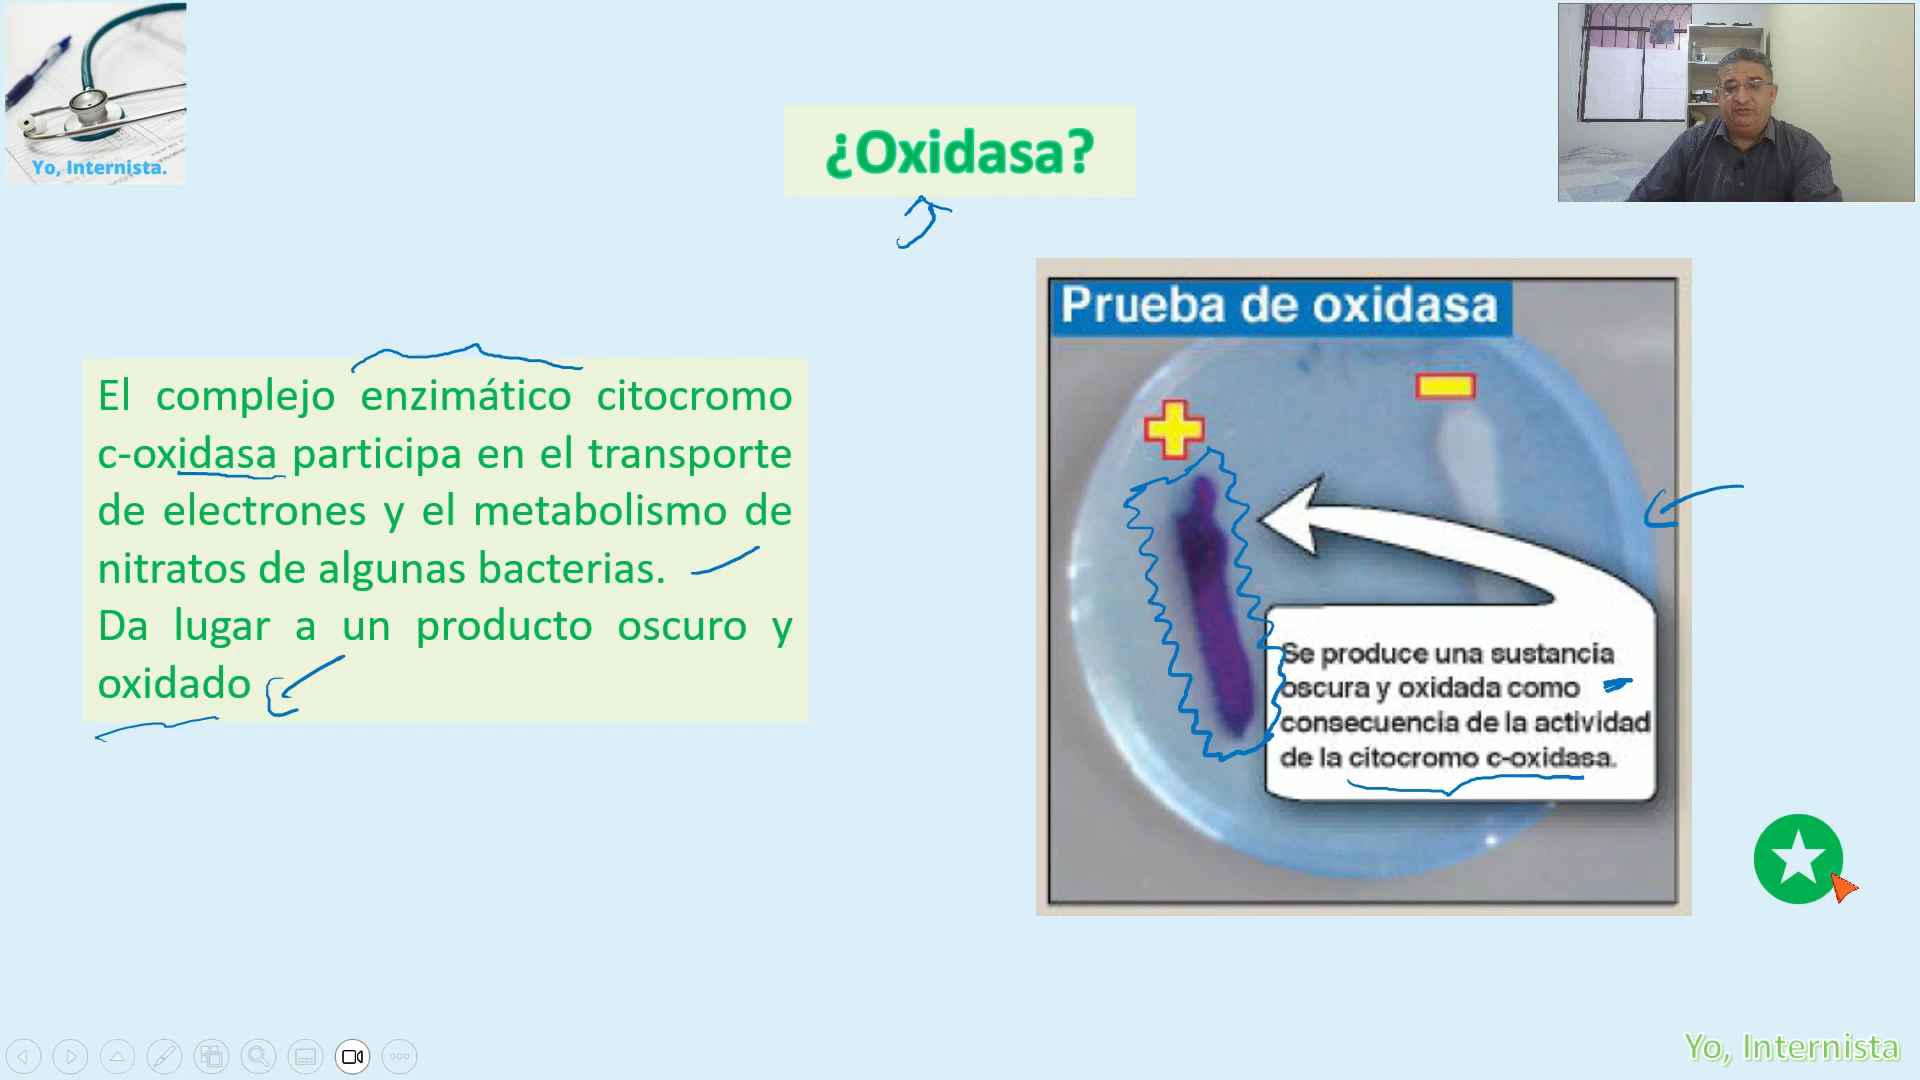 Yo, Internista.
¿Oxidasa?
El complejo enzimático citocromo
c-oxidasa participa en el transporte
de electrones y el metabolismo de
nitratos de algunas bacterias.
Da lugar a un producto oscuro y
oxidado
Prueba de oxidasa
Se produce una sustancia
oscura y oxidada como
consecuencia de la actividad
de la citocromo c-oxidasa.
Yo, Internista